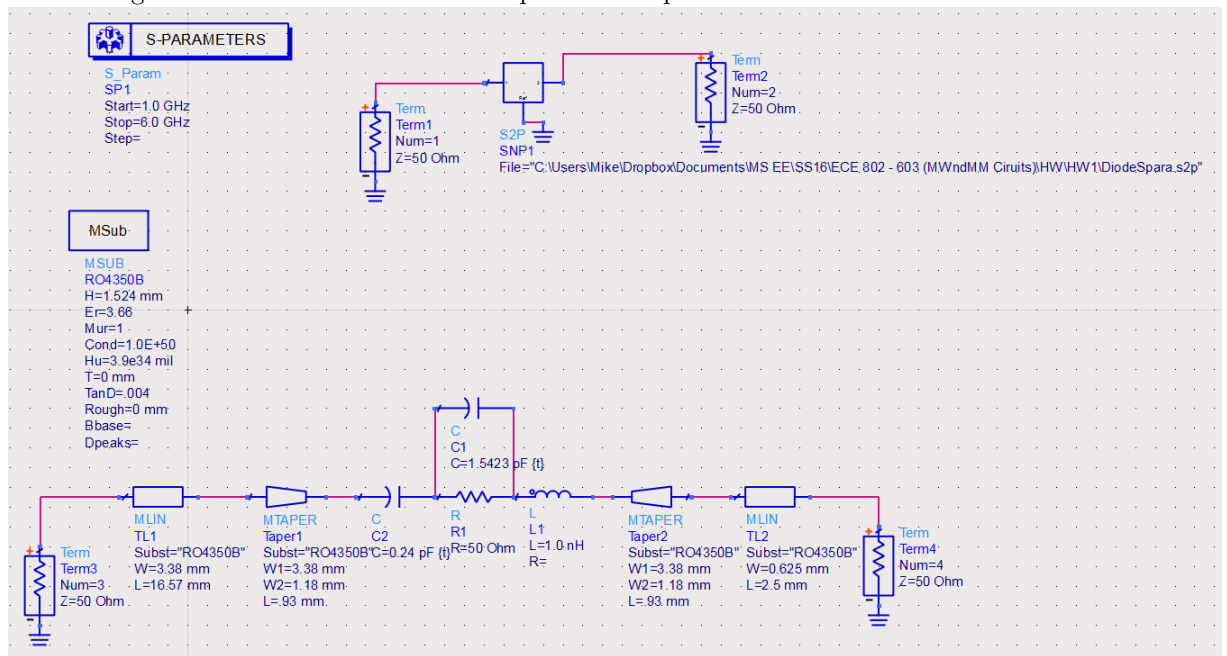 S-PARAMETERS
S_Param
SP1
Start=1.0 GHz
Stop=6.0 GHz
Step=
Term
Term1
Num=1
Z=50 Ohm
Ref
S2P
SNP1
File="C:\Users\Mike\Dropbox\Documents\MS EE\SS16\ECE 802 - 603 (MWndMM Ciruits)\HW\HW1\DiodeSpara.s2p"
Term
Term2
Num=2
Z=50 Ohm
MSub
MSUB
RO4350B
H=1.524 mm
Er=3.66
Mur=1
Cond=1.0E+50
Hu=3.9e34 mil
T=0 mm
TanD=.004
Rough=0 mm
Bbase=
Dpeaks=
C
C1
C=1.5423 pF {t}
Term
Term3
Num=3
Z=50 Ohm
MLIN
TL1
Subst="RO4350B"
W=3.38 mm
L=16.57 mm
MTAPER
Taper1
Subst="RO4350B"
W1=3.38 mm
W2=1.18 mm
L=.93 mm
C
C2
C=0.24 pF {t}
R
R1
R=50 Ohm
L
L1
L=1.0 nH
R=
MTAPER
Taper2
Subst="RO4350B"
W1=3.38 mm
W2=1.18 mm
L=.93 mm
MLIN
TL2
Subst="RO4350B"
W=0.625 mm
L=2.5 mm
Term
Term4
Num=4
Z=50 Ohm